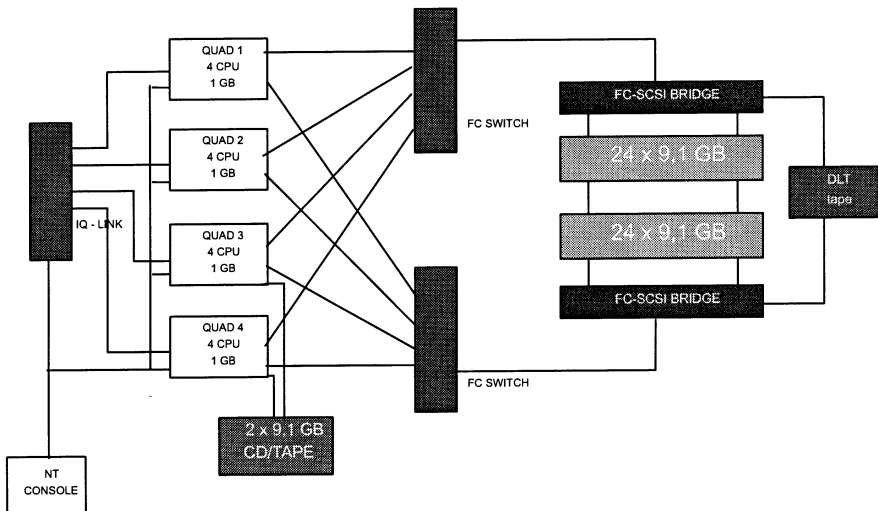 QUAD 1
4 CPU
1 GB
QUAD 2
4 CPU
1 GB
QUAD 3
4 CPU
1 GB
QUAD 4
4 CPU
1 GB
IQ - LINK
FC SWITCH
FC SWITCH
FC-SCSI BRIDGE
24 x 9,1 GB
24 x 9,1 GB
FC-SCSI BRIDGE
DLT
tape
2 x 9,1 GB
CD/TAPE
NT
CONSOLE